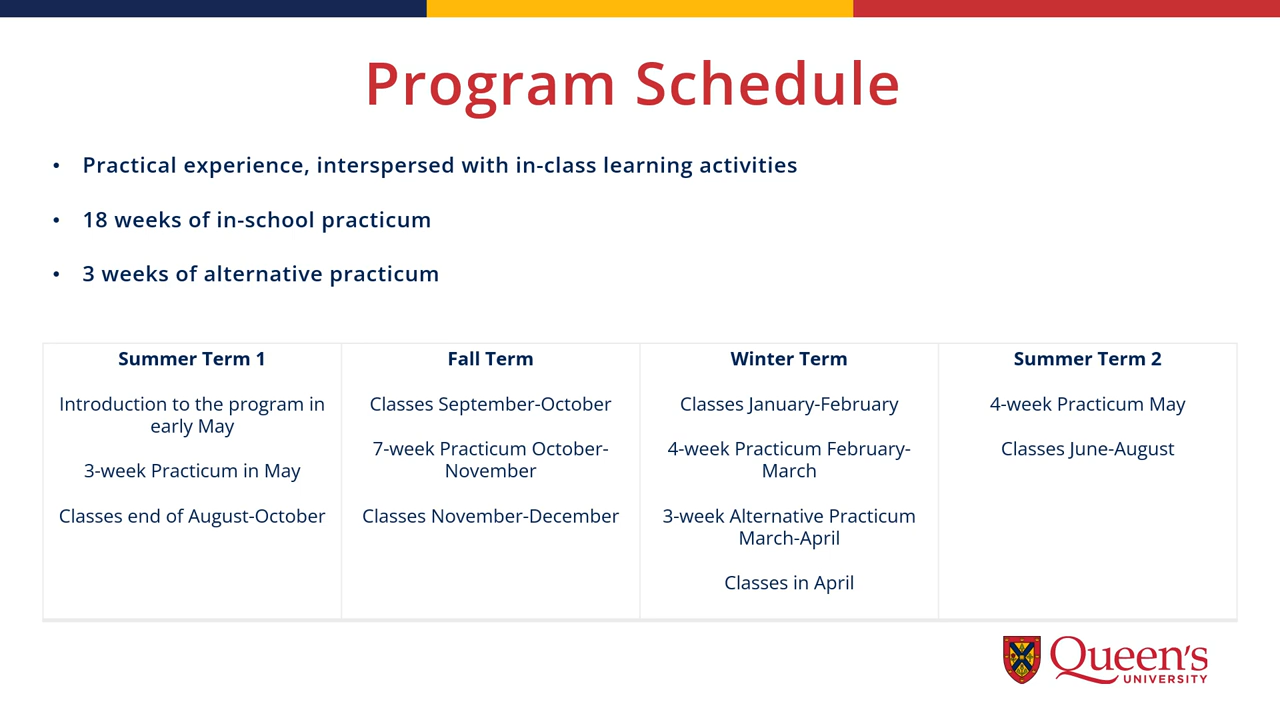 Program Schedule
• Practical experience, interspersed with in-class learning activities
• 18 weeks of in-school practicum
• 3 weeks of alternative practicum
Summer Term 1
Introduction to the program in
early May
3-week Practicum in May
Classes end of August-October
Fall Term
Classes September-October
7-week Practicum October-
November
Classes November-December
Winter Term
Classes January-February
4-week Practicum February-
March
3-week Alternative Practicum
March-April
Classes in April
Summer Term 2
4-week Practicum May
Classes June-August
Queen's
UNIVERSITY